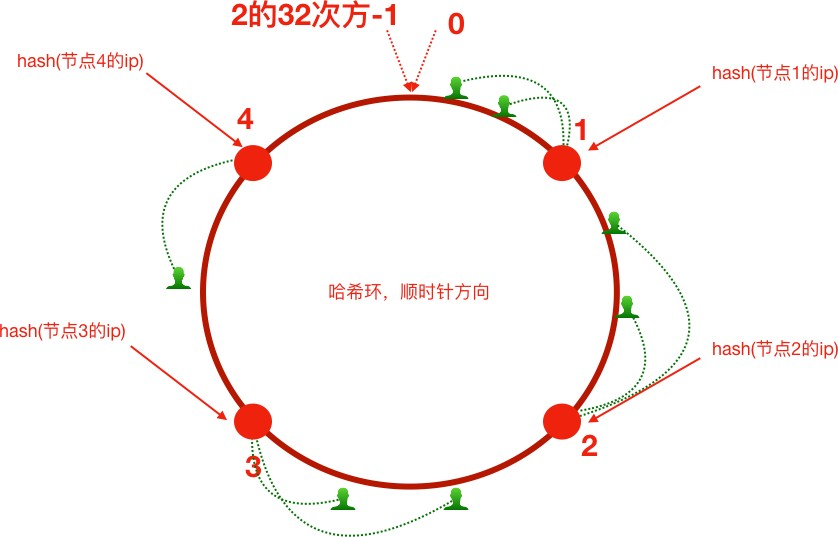 2的32次方-1
0
hash(节点4的ip)
hash(节点1的ip)
4
1
哈希环，顺时针方向
hash(节点3的ip)
hash(节点2的ip)
3
2